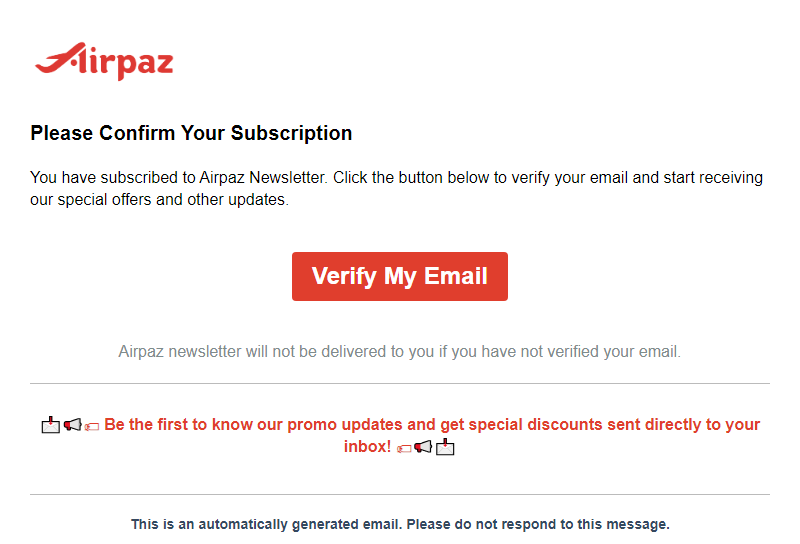 Airpaz
Please Confirm Your Subscription
You have subscribed to Airpaz Newsletter. Click the button below to verify your email and start receiving
our special offers and other updates.
Verify My Email
Airpaz newsletter will not be delivered to you if you have not verified your email.
Be the first to know our promo updates and get special discounts sent directly to your
inbox!
This is an automatically generated email. Please do not respond to this message.